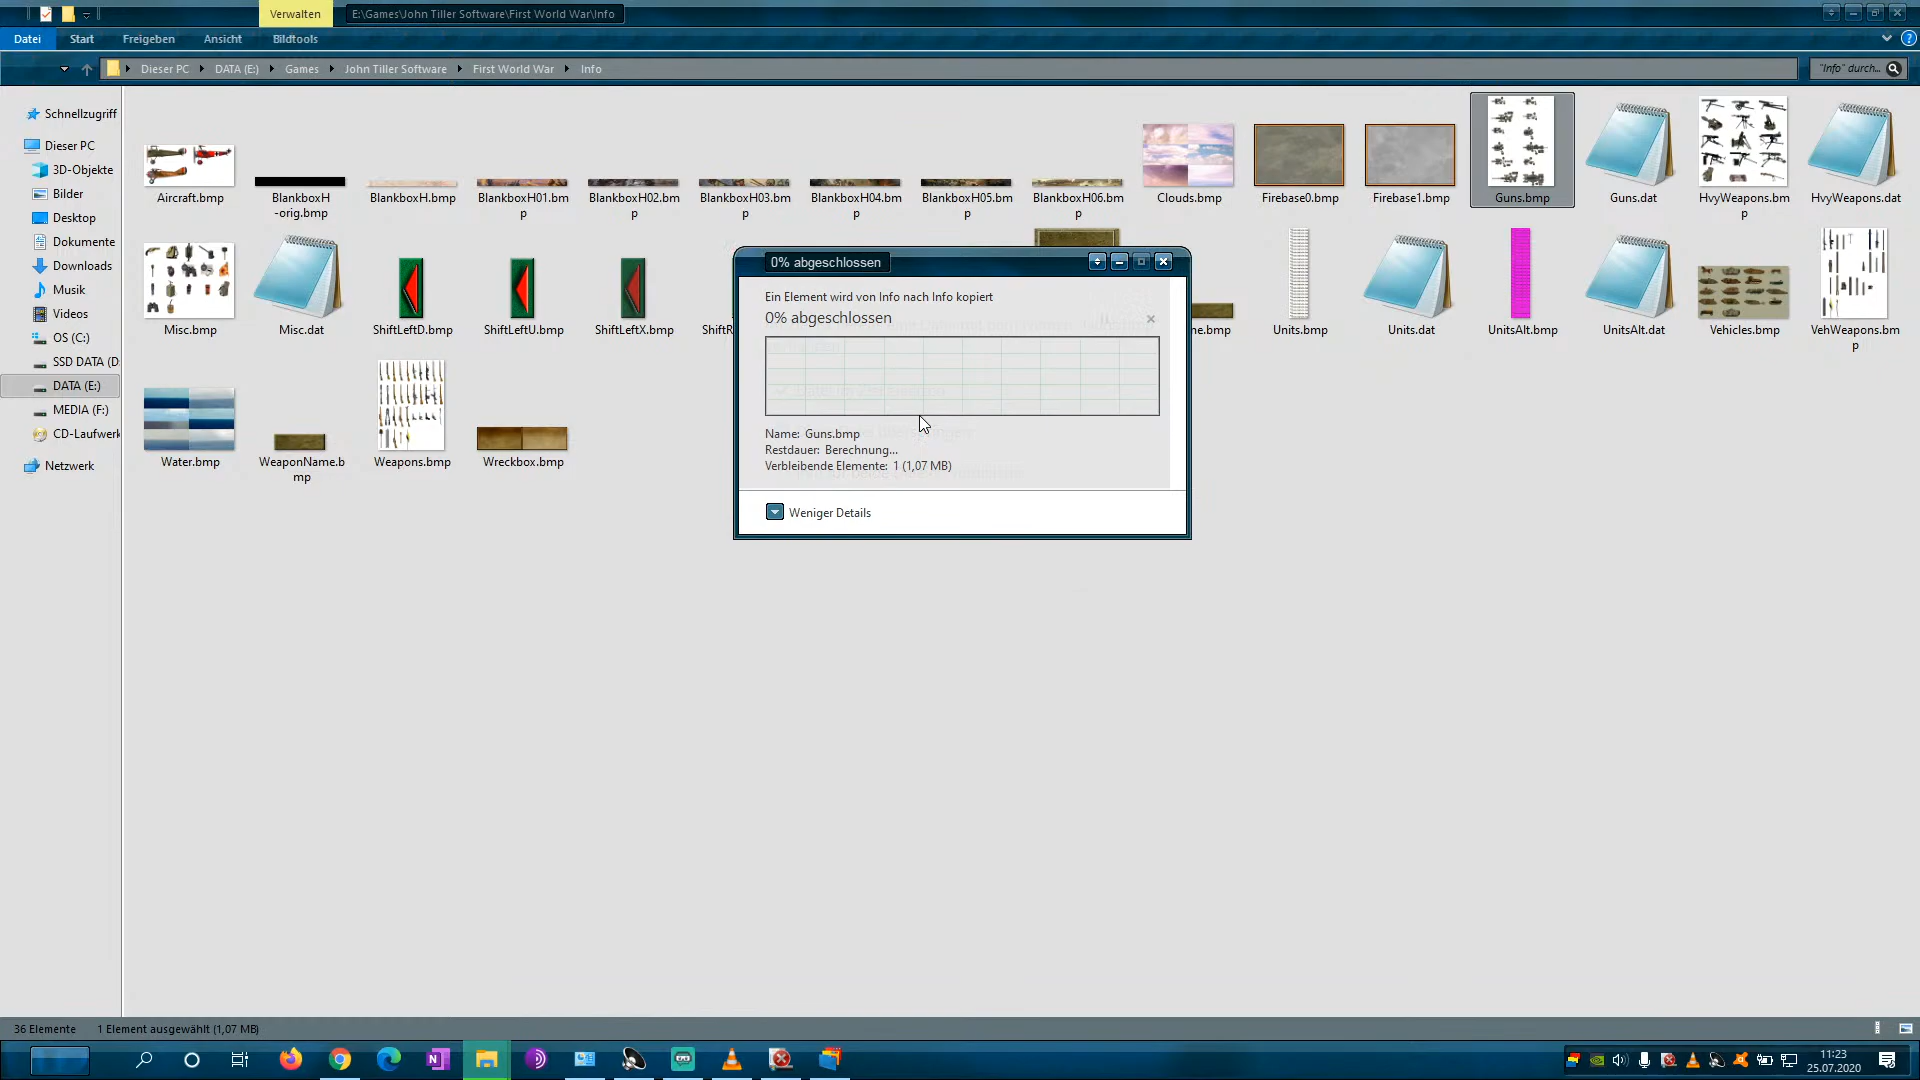 Verwalten
E:\Games\John Tiller Software\First World War\Info
Datei
Start
Freigeben
Ansicht
Bildtools
Dieser PC
DATA (E:)
Games
John Tiller Software
First World War
Info
"Info" durch...
Schnellzugriff
Dieser PC
3D-Objekte
Bilder
Desktop
Dokumente
Downloads
Musik
Videos
OS (C:)
SSD DATA (D:
DATA (E:)
MEDIA (F:)
CD-Laufwerk
Netzwerk
Aircraft.bmp
BlankboxH
-orig.bmp
BlankboxH.bmp
BlankboxH01.bm
p
BlankboxH02.bm
p
BlankboxH03.bm
p
BlankboxH04.bm
p
BlankboxH05.bm
p
BlankboxH06.bm
p
Clouds.bmp
Firebase0.bmp
Firebase1.bmp
Guns.bmp
Guns.dat
HvyWeapons.bm
p
HvyWeapons.dat
Misc.bmp
Misc.dat
ShiftLeftD.bmp
ShiftLeftU.bmp
ShiftLeftX.bmp
Units.bmp
Units.dat
UnitsAlt.bmp
UnitsAlt.dat
Vehicles.bmp
VehWeapons.bm
p
Water.bmp
WeaponName.b
mp
Weapons.bmp
Wreckbox.bmp
0% abgeschlossen
Ein Element wird von Info nach Info kopiert
0% abgeschlossen
Name: Guns.bmp
Restdauer: Berechnung...
Verbleibende Elemente: 1 (1,07 MB)
Weniger Details
36 Elemente
1 Element ausgewählt (1,07 MB)
11:23
25.07.2020